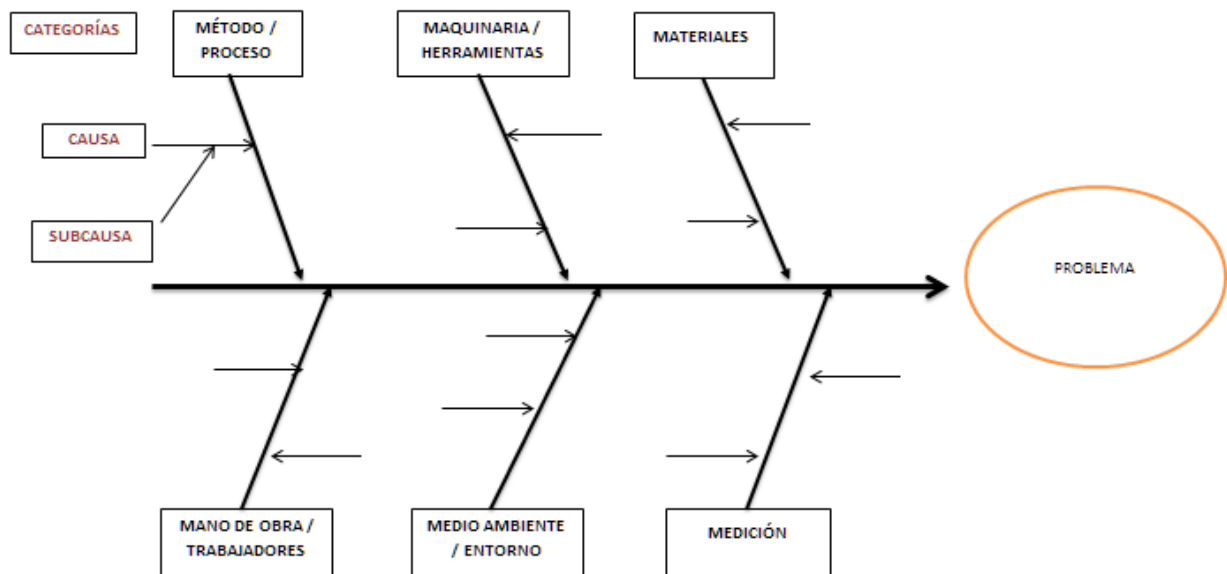 CATEGORÍAS
MÉTODO /
PROCESO
MAQUINARIA /
HERRAMIENTAS
MATERIALES
CAUSA
SUBCAUSA
PROBLEMA
MANO DE OBRA /
TRABAJADORES
MEDIO AMBIENTE
/ ENTORNO
MEDICIÓN